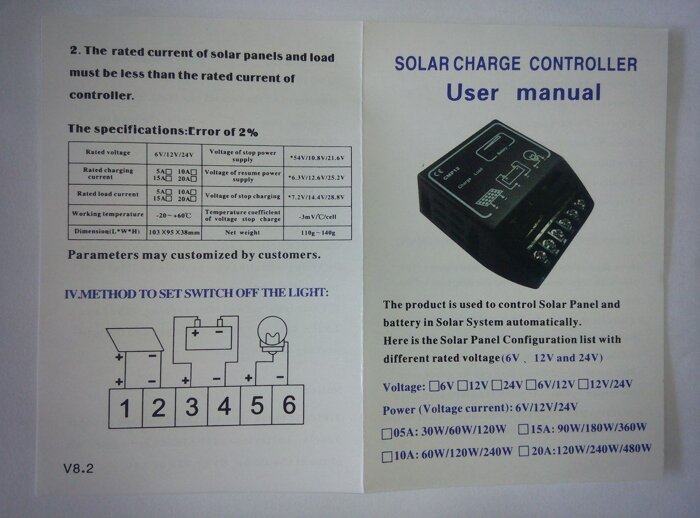 2. The rated current of solar panels and load
must be less than the rated current of
controller.
The specifications:Error of 2%
Rated voltage 6V/12V/24V Voltage of stop power supply *54V/10.8V/21.6V
Rated charging current 5A□ 10A□ 15A□ 20A□ Voltage of resume power supply *6.3V/12.6V/25.2V
Rated load current 5A□ 10A□ 15A□ 20A□ Voltage of stop charging *7.2V/14.4V/28.8V
Working temperature -20~+60℃ Temperature coefficient of voltage stop charge -3mV/℃/cell
Dimension(L*W*H) 103×95×38mm Net weight 110g~140g
Parameters may customized by customers.
IV.METHOD TO SET SWITCH OFF THE LIGHT:
+ -
+ - + - + -
+ -
1 2 3 4 5 6
V8.2
SOLAR CHARGE CONTROLLER
User manual
CE
CMP12
Battery
Charge Load
The product is used to control Solar Panel and
battery in Solar System automatically.
Here is the Solar Panel Configuration list with
different rated voltage(6V、12V and 24V)
Voltage: □6V □12V □24V □6V/12V □12V/24V
Power (Voltage current): 6V/12V/24V
□05A: 30W/60W/120W □15A: 90W/180W/360W
□10A: 60W/120W/240W □20A:120W/240W/480W